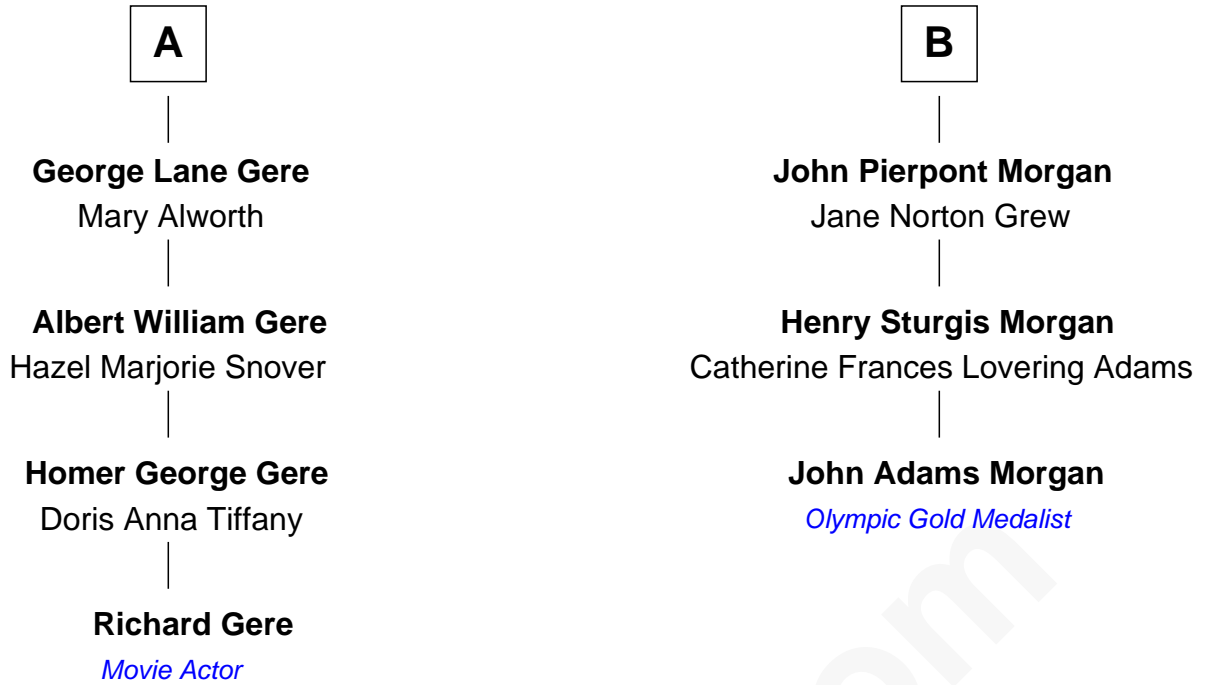 A
George Lane Gere
Mary Alworth
Albert William Gere
Hazel Marjorie Snover
Homer George Gere
Doris Anna Tiffany
Richard Gere
Movie Actor
B
John Pierpont Morgan
Jane Norton Grew
Henry Sturgis Morgan
Catherine Frances Lovering Adams
John Adams Morgan
Olympic Gold Medalist
om